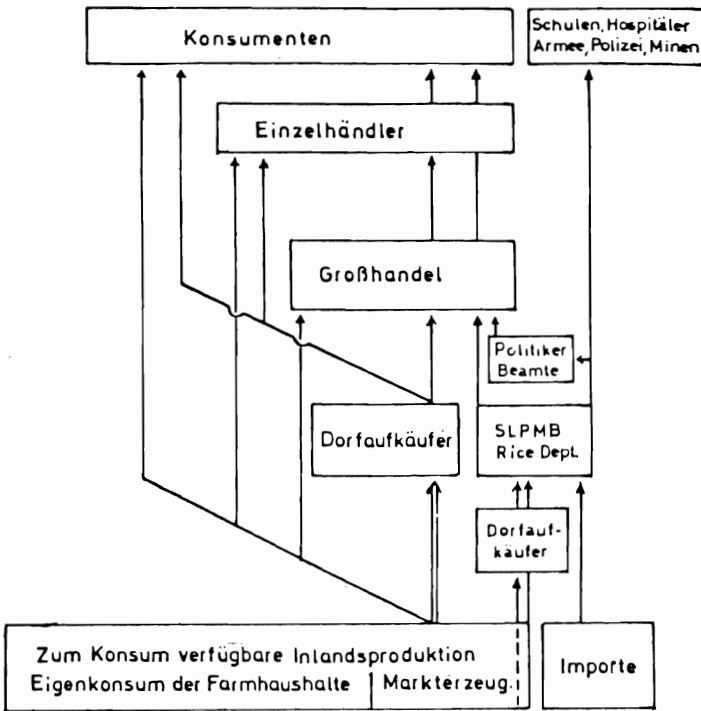 Konsumenten
Schulen, Hospitäler
Armee, Polizei, Minen
Einzelhändler
Großhandel
Politiker
Beamte
Dorfaufkäufer
SLPMB
Rice Dept.
Dorfauf-
käufer
Zum Konsum verfügbare Inlandsproduktion
Eigenkonsum der Farmhaushalte | Markterzeug.
Importe